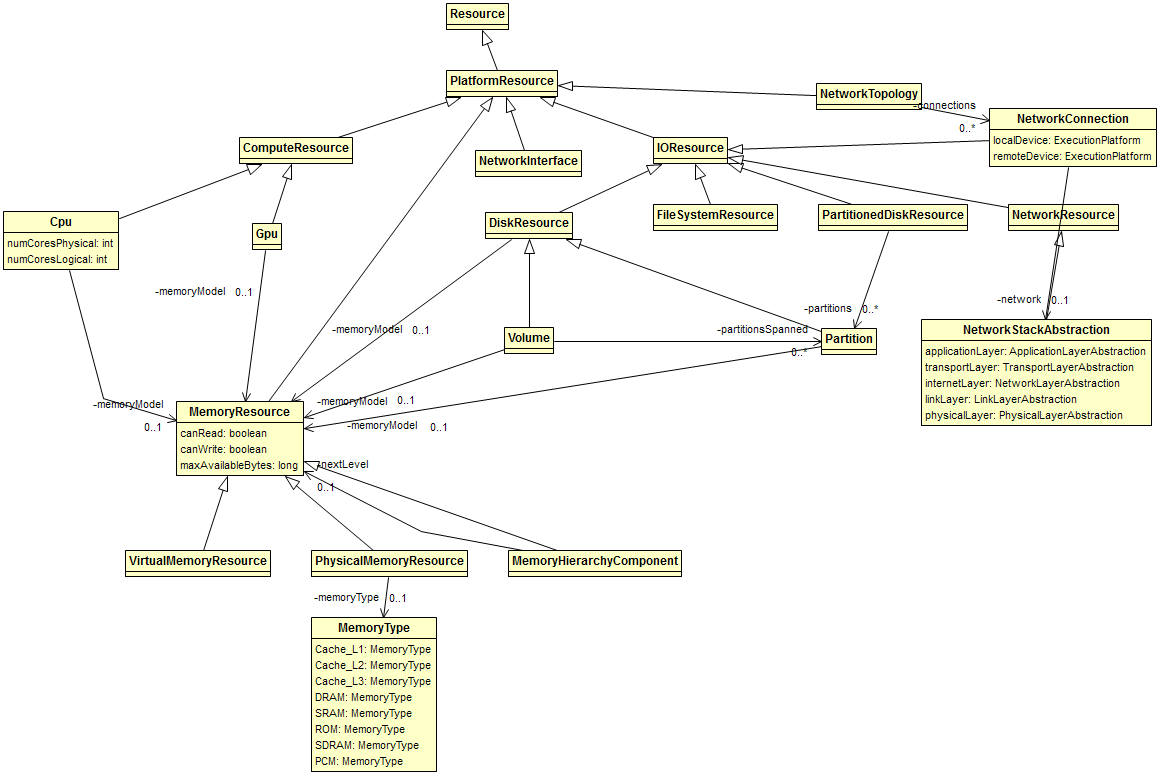 Resource
PlatformResource
NetworkTopology
-connections
0..*
NetworkConnection
localDevice: ExecutionPlatform
remoteDevice: ExecutionPlatform
ComputeResource
NetworkInterface
IOResource
Cpu
numCoresPhysical: int
numCoresLogical: int
Gpu
DiskResource
FileSystemResource
PartitionedDiskResource
NetworkResource
-memoryModel 0..1
-memoryModel 0..1
-partitions 0..*
-network 0..1
Volume
-partitionsSpanned
0..*
Partition
NetworkStackAbstraction
applicationLayer: ApplicationLayerAbstraction
transportLayer: TransportLayerAbstraction
internetLayer: NetworkLayerAbstraction
linkLayer: LinkLayerAbstraction
physicalLayer: PhysicalLayerAbstraction
-memoryModel
0..1
-memoryModel 0..1
-memoryModel 0..1
MemoryResource
canRead: boolean
canWrite: boolean
maxAvailableBytes: long
-nextLevel
0..1
VirtualMemoryResource
PhysicalMemoryResource
MemoryHierarchyComponent
-memoryType 0..1
MemoryType
Cache_L1: MemoryType
Cache_L2: MemoryType
Cache_L3: MemoryType
DRAM: MemoryType
SRAM: MemoryType
ROM: MemoryType
SDRAM: MemoryType
PCM: MemoryType